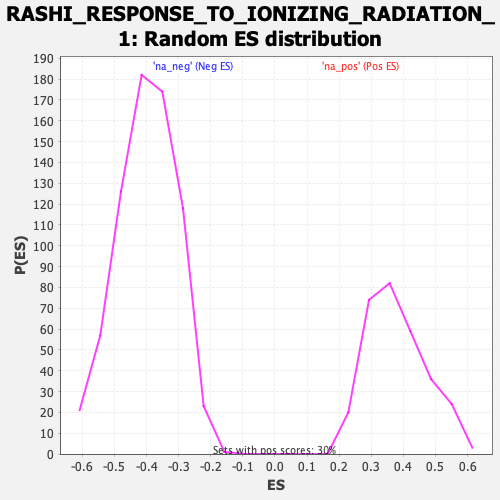 RASHI_RESPONSE_TO_IONIZING_RADIATION_
1: Random ES distribution
'na_neg' (Neg ES) 'na_pos' (Pos ES)
190
180
170
160
150
140
130
120
110
100
90
80
70
60
50
40
30
20
10
0
P(ES)
Sets with pos scores: 30%
-0.6 -0.5 -0.4 -0.3 -0.2 -0.1 0.0 0.1 0.2 0.3 0.4 0.5 0.6
ES